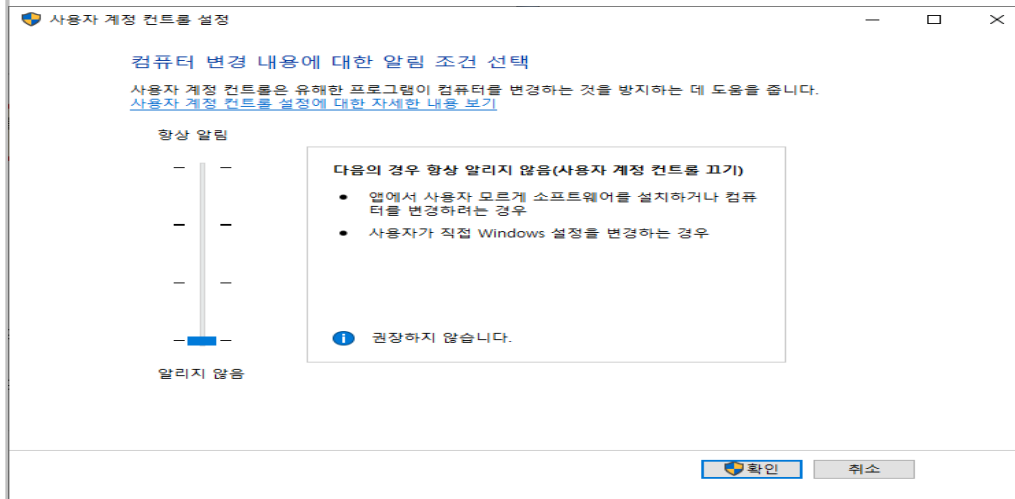 사용자 계정 컨트롤 설정
컴퓨터 변경 내용에 대한 알림 조건 선택
사용자 계정 컨트롤은 유해한 프로그램이 컴퓨터를 변경하는 것을 방지하는 데 도움을 줍니다.
사용자 계정 컨트롤 설정에 대한 자세한 내용 보기
항상 알림
다음의 경우 항상 알리지 않음(사용자 계정 컨트롤 끄기)
앱에서 사용자 모르게 소프트웨어를 설치하거나 컴퓨
터를 변경하려는 경우
사용자가 직접 Windows 설정을 변경하는 경우
권장하지 않습니다.
알리지 않음
확인
취소